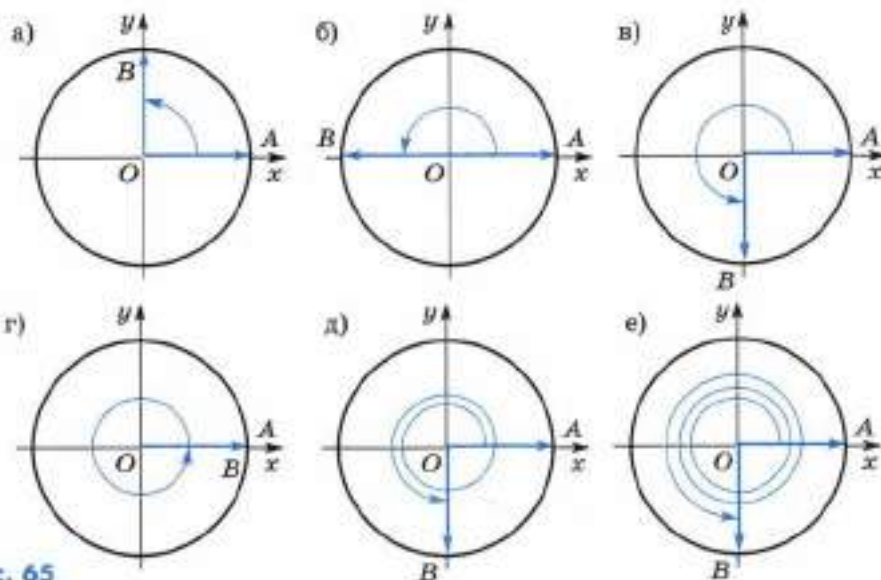 а) y B A O x
б) y B A O x
в) y A O x B
г) y A O B x
д) y A O x B
е) y A O x B
с. 65